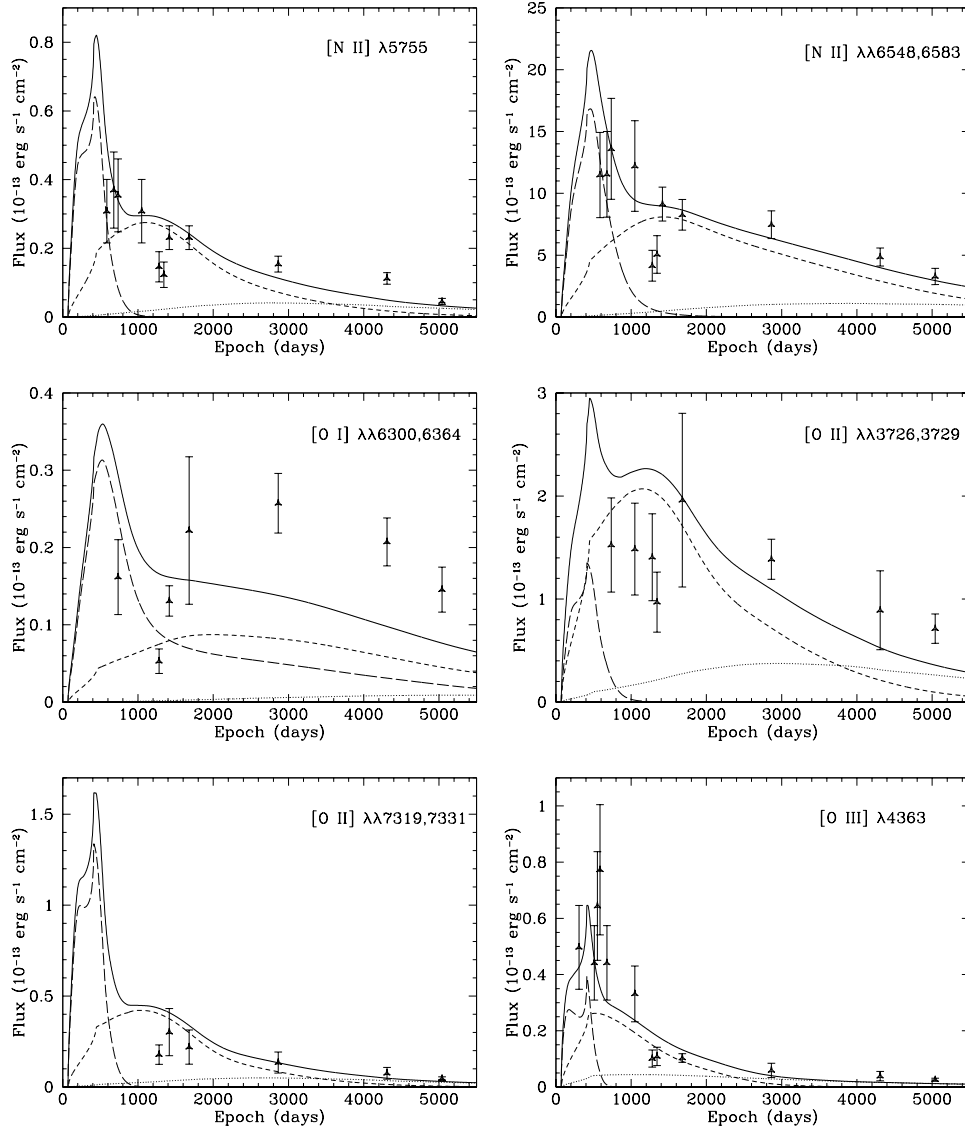 [N II] λ5755
Flux (10⁻¹³ erg s⁻¹ cm⁻²)
0.8
0.6
0.4
0.2
0
0 1000 2000 3000 4000 5000
Epoch (days)
[N II] λλ6548,6583
Flux (10⁻¹³ erg s⁻¹ cm⁻²)
25
20
15
10
5
0
0 1000 2000 3000 4000 5000
Epoch (days)
[O I] λλ6300,6364
Flux (10⁻¹³ erg s⁻¹ cm⁻²)
0.4
0.3
0.2
0.1
0
0 1000 2000 3000 4000 5000
Epoch (days)
[O II] λλ3726,3729
Flux (10⁻¹³ erg s⁻¹ cm⁻²)
3
2
1
0
0 1000 2000 3000 4000 5000
Epoch (days)
[O II] λλ7319,7331
Flux (10⁻¹³ erg s⁻¹ cm⁻²)
1.5
1
0.5
0
0 1000 2000 3000 4000 5000
Epoch (days)
[O III] λ4363
Flux (10⁻¹³ erg s⁻¹ cm⁻²)
1
0.8
0.6
0.4
0.2
0
0 1000 2000 3000 4000 5000
Epoch (days)